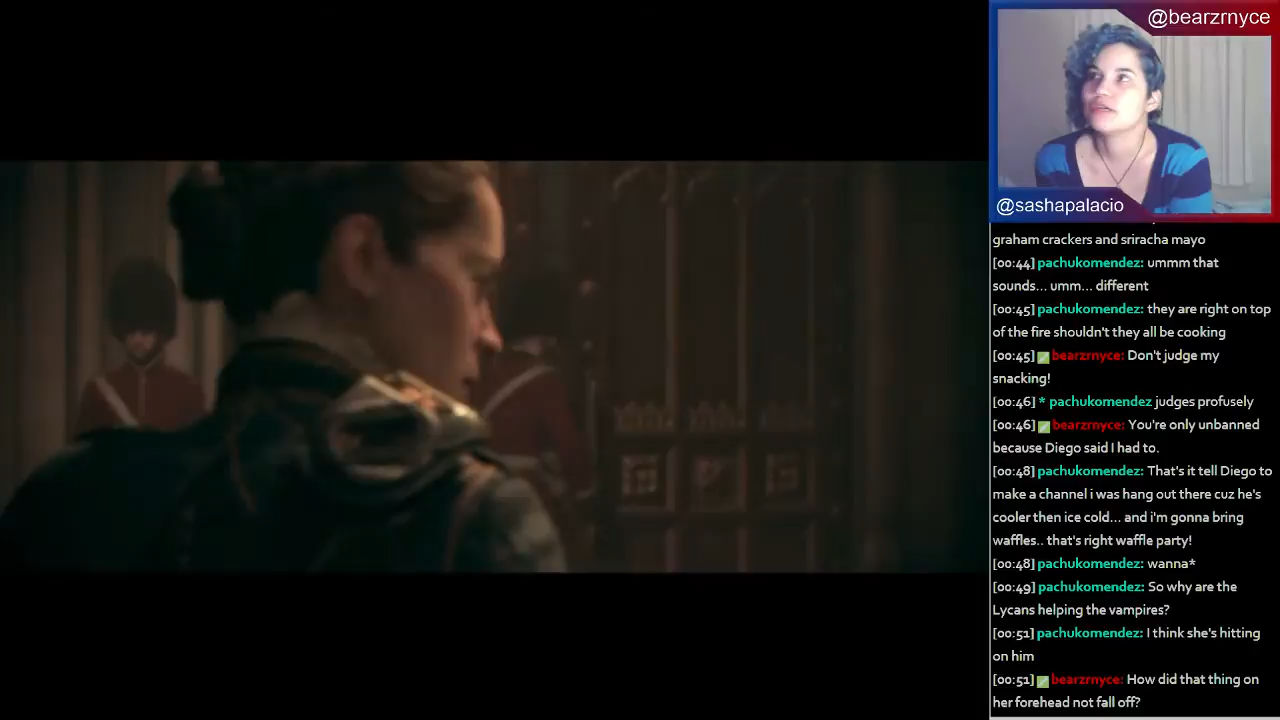 @bearzrnyce
@sashapalacio
graham crackers and sriracha mayo
[00:44] pachukomendez: ummm that
sounds... umm... different
[00:45] pachukomendez: they are right on top
of the fire shouldn't they all be cooking
[00:45] bearzrnyce: Don't judge my
snacking!
[00:46] * pachukomendez judges profusely
[00:46] bearzrnyce: You're only unbanned
because Diego said I had to.
[00:48] pachukomendez: That's it tell Diego to
make a channel i was hang out there cuz he's
cooler then ice cold... and i'm gonna bring
waffles.. that's right waffle party!
[00:48] pachukomendez: wanna*
[00:49] pachukomendez: So why are the
Lycans helping the vampires?
[00:51] pachukomendez: I think she's hitting
on him
[00:51] bearzrnyce: How did that thing on
her forehead not fall off?